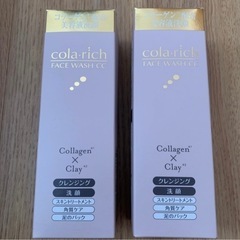 cola-rich
FACE WASH CC
Collagen
×
Clay
クレンジング
洗顔
スキントリートメント
角質ケア
泥のパック
cola-rich
FACE WASH CC
Collagen
×
Clay
クレンジング
洗顔
スキントリートメント
角質ケア
泥のパック